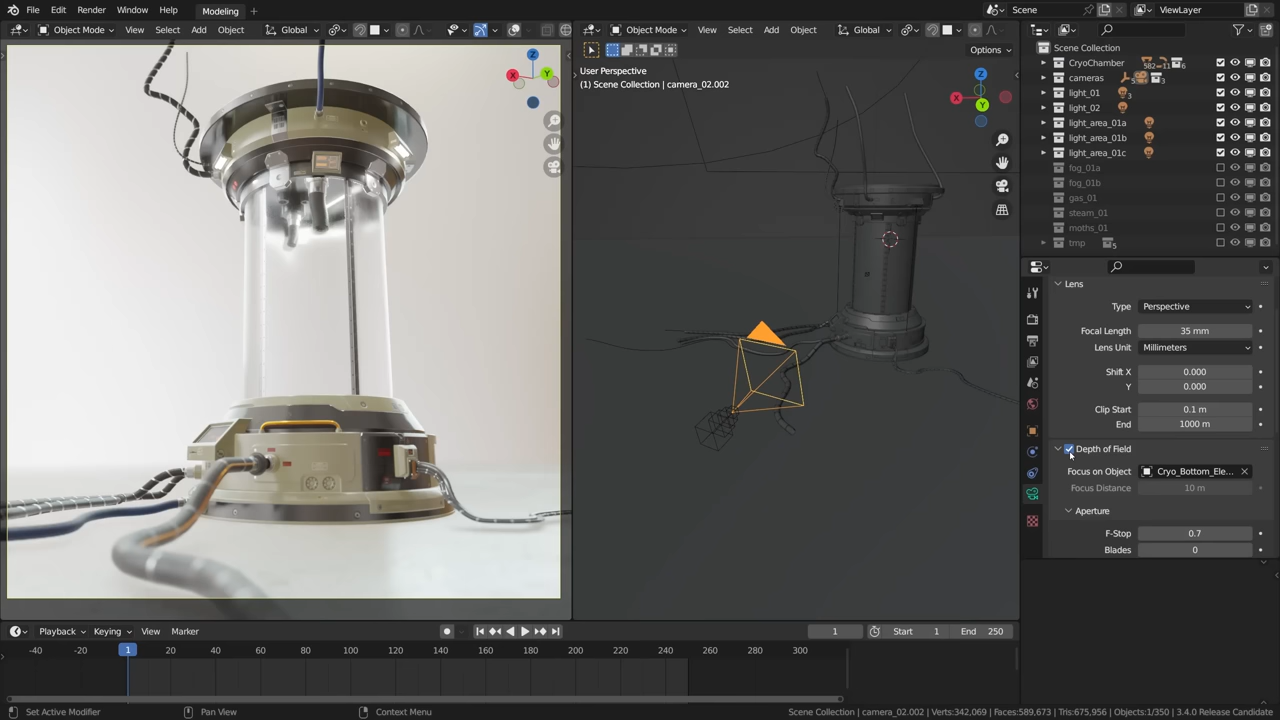 File Edit Render Window Help Modeling Scene ViewLayer
Object Mode View Select Add Object Global
Object Mode View Select Add Object Global
Options
User Perspective
(1) Scene Collection | camera_02.002
Z
X
Y
Z
X
Y
Scene Collection
CryoChamber 582 11 6
cameras 5 3
light_01 3
light_02
light_area_01a
light_area_01b
light_area_01c
fog_01a
fog_01b
gas_01
steam_01
moths_01
tmp 5
Lens
Type Perspective
Focal Length 35 mm
Lens Unit Millimeters
Shift X 0.000
Y 0.000
Clip Start 0.1 m
End 1000 m
Depth of Field
Focus on Object Cryo_Bottom_Ele...
Focus Distance 10 m
Aperture
F-Stop 0.7
Blades 0
Playback Keying View Marker 1 Start 1 End 250
-40 -20 1 20 40 60 80 100 120 140 160 180 200 220 240 260 280 300
Set Active Modifier Pan View Context Menu Scene Collection | camera_02.002 | Verts:342,069 | Faces:589,673 | Tris:675,956 | Objects:1/350 | 3.4.0 Release Candidate